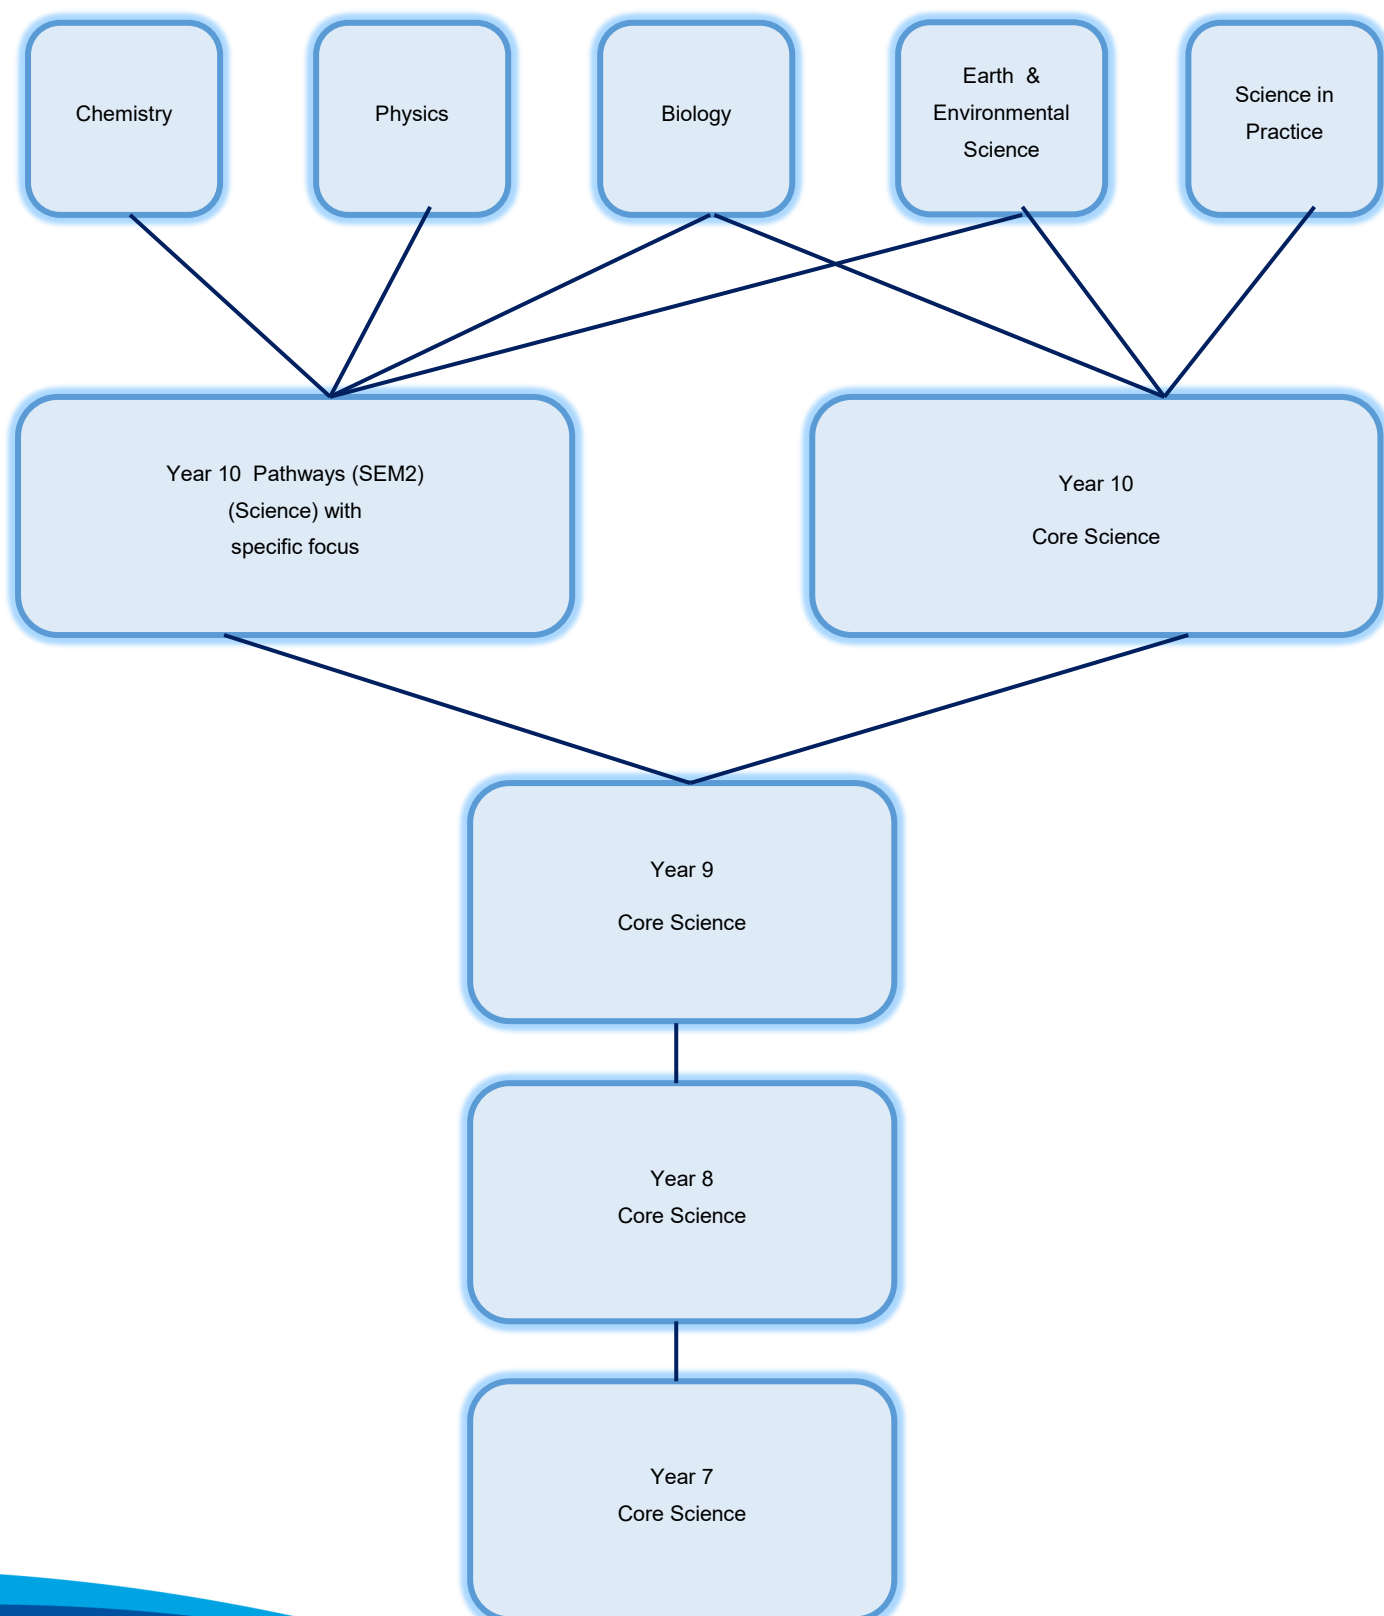 Chemistry
Physics
Biology
Earth & 
Environmental
Science
Science in
Practice
Year 10 Pathways (SEM2)
(Science) with
specific focus
Year 10
Core Science
Year 9
Core Science
Year 8
Core Science
Year 7
Core Science